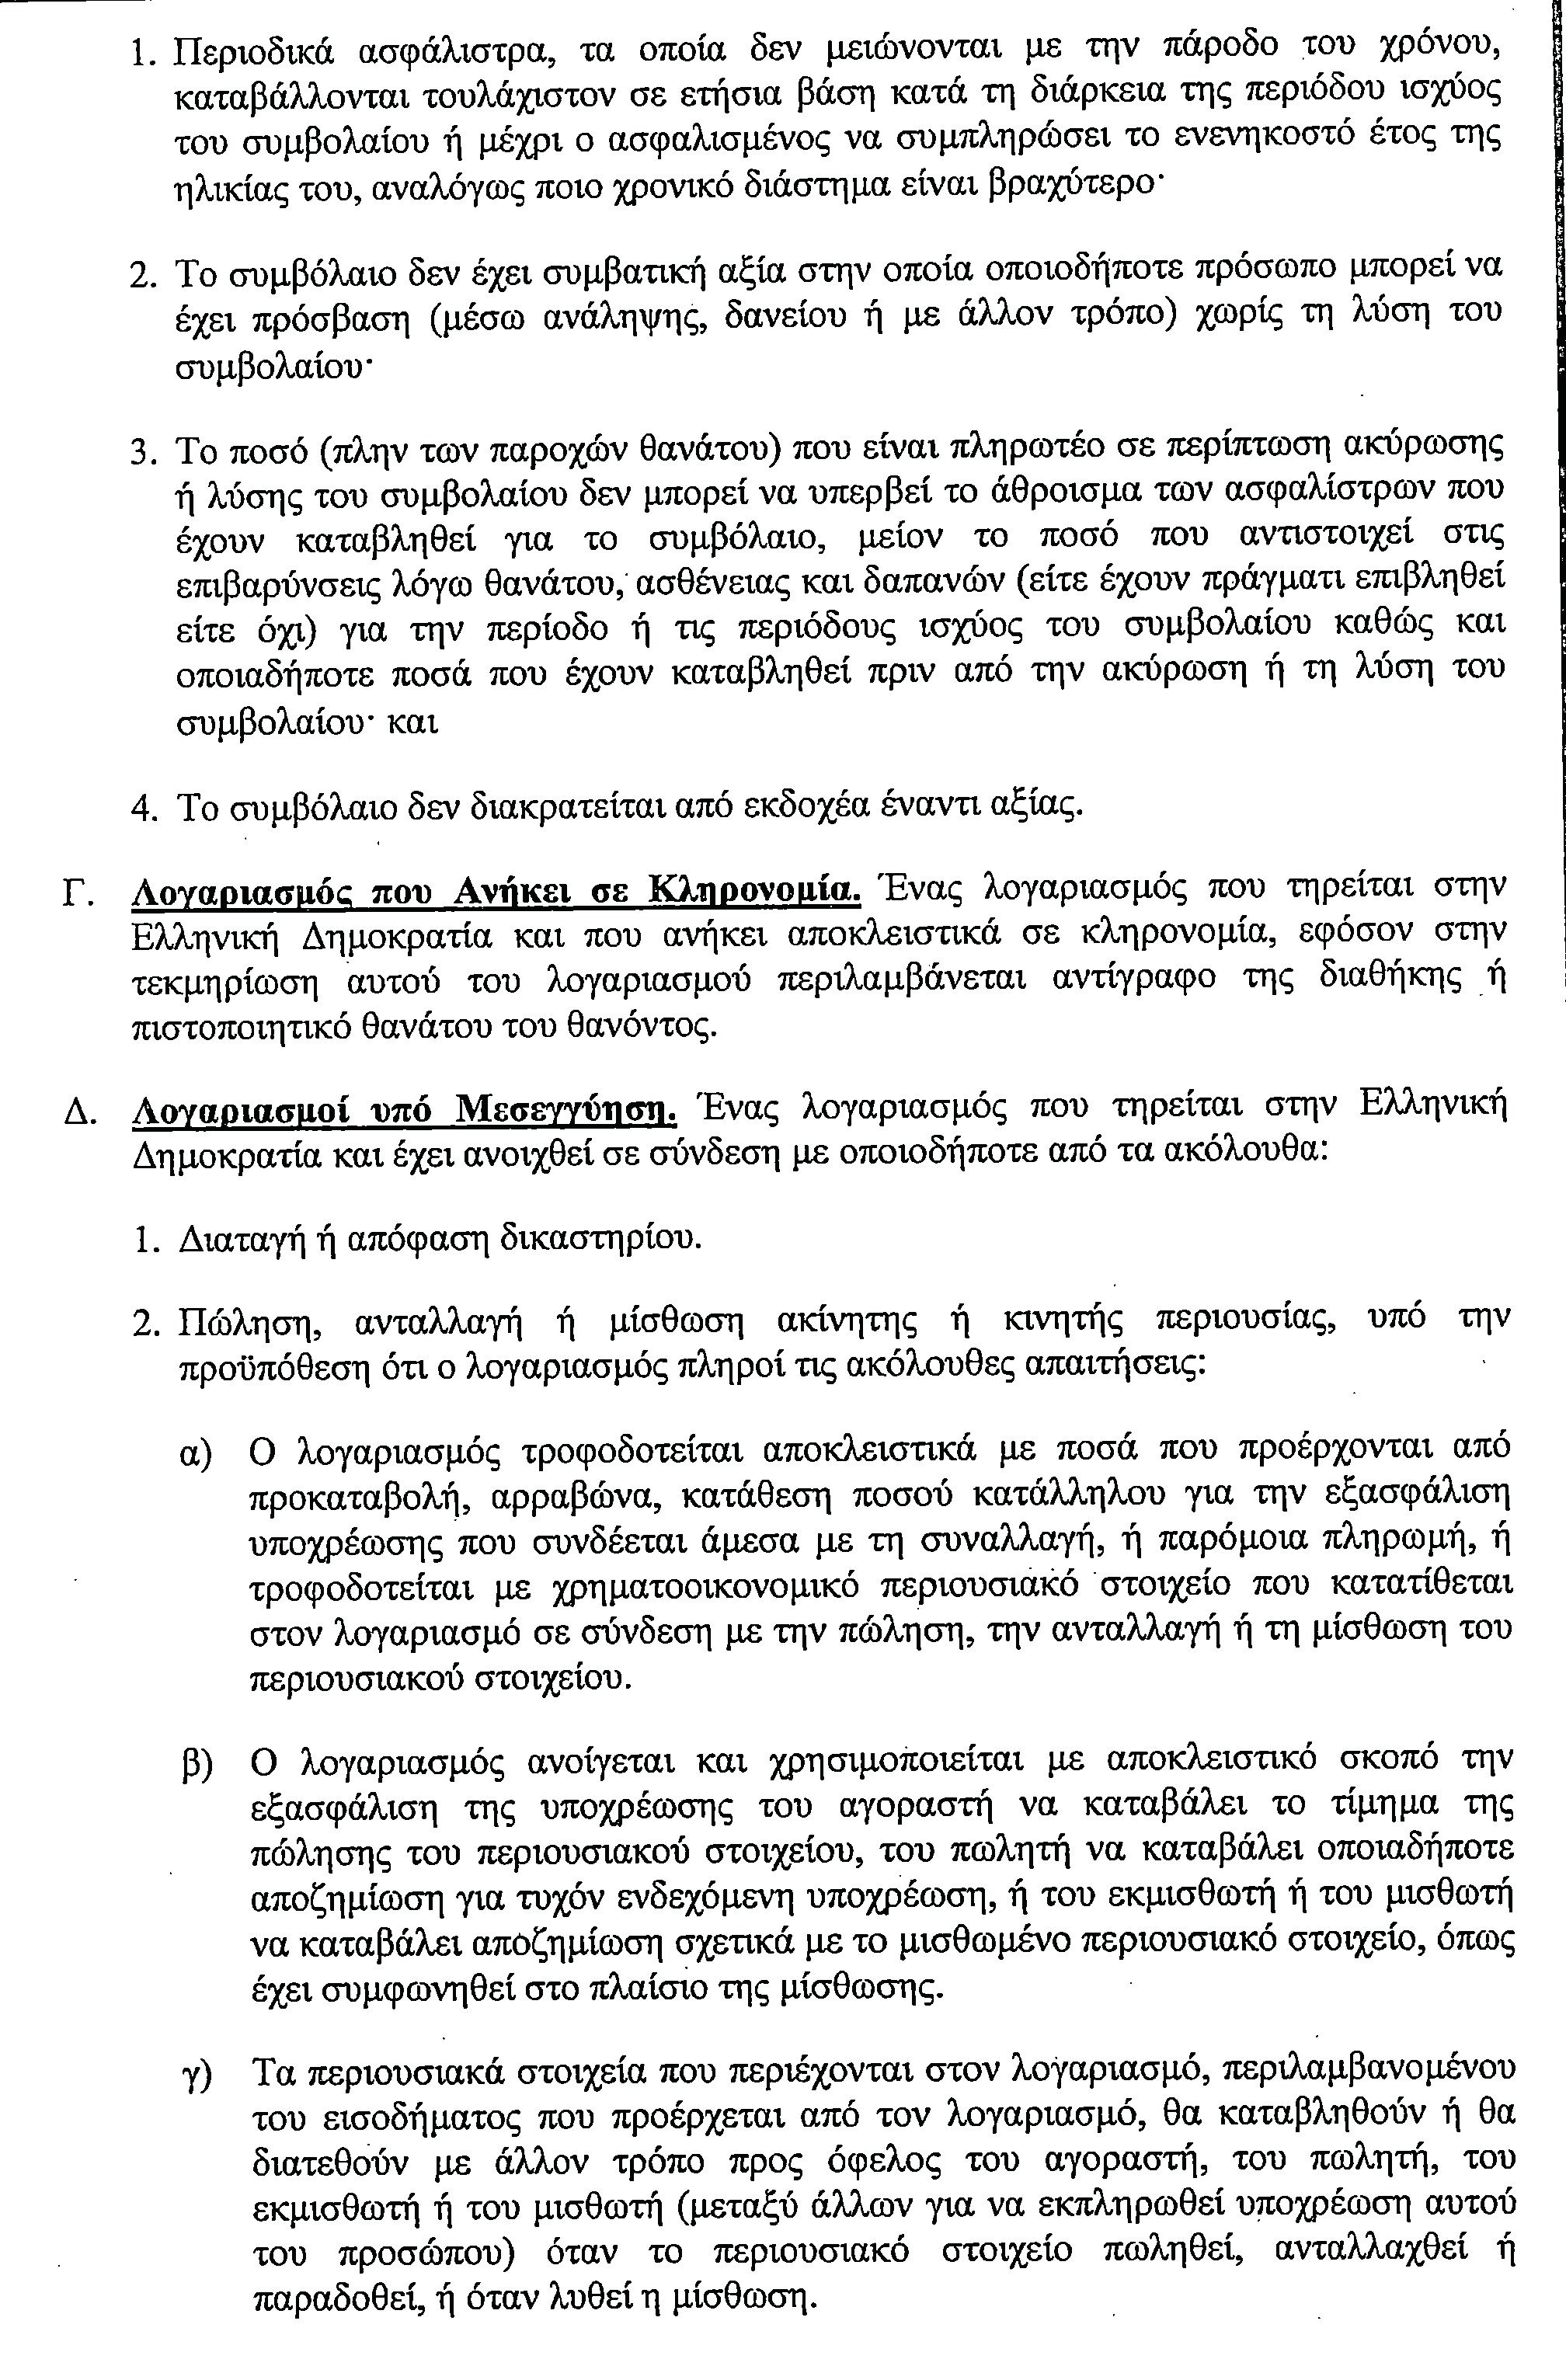 1. Περιοδικά ασφάλιστρα, τα οποία δεν μειώνονται με την πάροδο του χρόνου,
καταβάλλονται τουλάχιστον σε ετήσια βάση κατά τη διάρκεια της περιόδου ισχύος
του συμβολαίου ή μέχρι ο ασφαλισμένος να συμπληρώσει το ενενηκοστό έτος της
ηλικίας του, αναλόγως ποιο χρονικό διάστημα είναι βραχύτερο·
2. Το συμβόλαιο δεν έχει συμβατική αξία στην οποία οποιοδήποτε πρόσωπο μπορεί να
έχει πρόσβαση (μέσω ανάληψης, δανείου ή με άλλον τρόπο) χωρίς τη λύση του
συμβολαίου·
3. Το ποσό (πλην των παροχών θανάτου) που είναι πληρωτέο σε περίπτωση ακύρωσης
ή λύσης του συμβολαίου δεν μπορεί να υπερβεί το άθροισμα των ασφαλίστρων που
έχουν καταβληθεί για το συμβόλαιο, μείον το ποσό που αντιστοιχεί στις
επιβαρύνσεις λόγω θανάτου, ασθένειας και δαπανών (είτε έχουν πράγματι επιβληθεί
είτε όχι) για την περίοδο ή τις περιόδους ισχύος του συμβολαίου καθώς και
οποιαδήποτε ποσά που έχουν καταβληθεί πριν από την ακύρωση ή τη λύση του
συμβολαίου· και
4. Το συμβόλαιο δεν διακρατείται από εκδοχέα έναντι αξίας.
Γ. Λογαριασμός που Ανήκει σε Κληρονομία. Ένας λογαριασμός που τηρείται στην
Ελληνική Δημοκρατία και που ανήκει αποκλειστικά σε κληρονομία, εφόσον στην
τεκμηρίωση αυτού του λογαριασμού περιλαμβάνεται αντίγραφο της διαθήκης ή
πιστοποιητικό θανάτου του θανόντος.
Δ. Λογαριασμοί υπό Μεσεγγύηση. Ένας λογαριασμός που τηρείται στην Ελληνική
Δημοκρατία και έχει ανοιχθεί σε σύνδεση με οποιοδήποτε από τα ακόλουθα:
1. Διαταγή ή απόφαση δικαστηρίου.
2. Πώληση, ανταλλαγή ή μίσθωση ακίνητης ή κινητής περιουσίας, υπό την
προϋπόθεση ότι ο λογαριασμός πληροί τις ακόλουθες απαιτήσεις:
α) Ο λογαριασμός τροφοδοτείται αποκλειστικά με ποσά που προέρχονται από
προκαταβολή, αρραβώνα, κατάθεση ποσού κατάλληλου για την εξασφάλιση
υποχρέωσης που συνδέεται άμεσα με τη συναλλαγή, ή παρόμοια πληρωμή, ή
τροφοδοτείται με χρηματοοικονομικό περιουσιακό στοιχείο που κατατίθεται
στον λογαριασμό σε σύνδεση με την πώληση, την ανταλλαγή ή τη μίσθωση του
περιουσιακού στοιχείου.
β) Ο λογαριασμός ανοίγεται και χρησιμοποιείται με αποκλειστικό σκοπό την
εξασφάλιση της υποχρέωσης του αγοραστή να καταβάλει το τίμημα της
πώλησης του περιουσιακού στοιχείου, του πωλητή να καταβάλει οποιαδήποτε
αποζημίωση για τυχόν ενδεχόμενη υποχρέωση, ή του εκμισθωτή ή του μισθωτή
να καταβάλει αποζημίωση σχετικά με το μισθωμένο περιουσιακό στοιχείο, όπως
έχει συμφωνηθεί στο πλαίσιο της μίσθωσης.
γ) Τα περιουσιακά στοιχεία που περιέχονται στον λογαριασμό, περιλαμβανομένου
του εισοδήματος που προέρχεται από τον λογαριασμό, θα καταβληθούν ή θα
διατεθούν με άλλον τρόπο προς όφελος του αγοραστή, του πωλητή, του
εκμισθωτή ή του μισθωτή (μεταξύ άλλων για να εκπληρωθεί υποχρέωση αυτού
του προσώπου) όταν το περιουσιακό στοιχείο πωληθεί, ανταλλαχθεί ή
παραδοθεί, ή όταν λυθεί η μίσθωση.